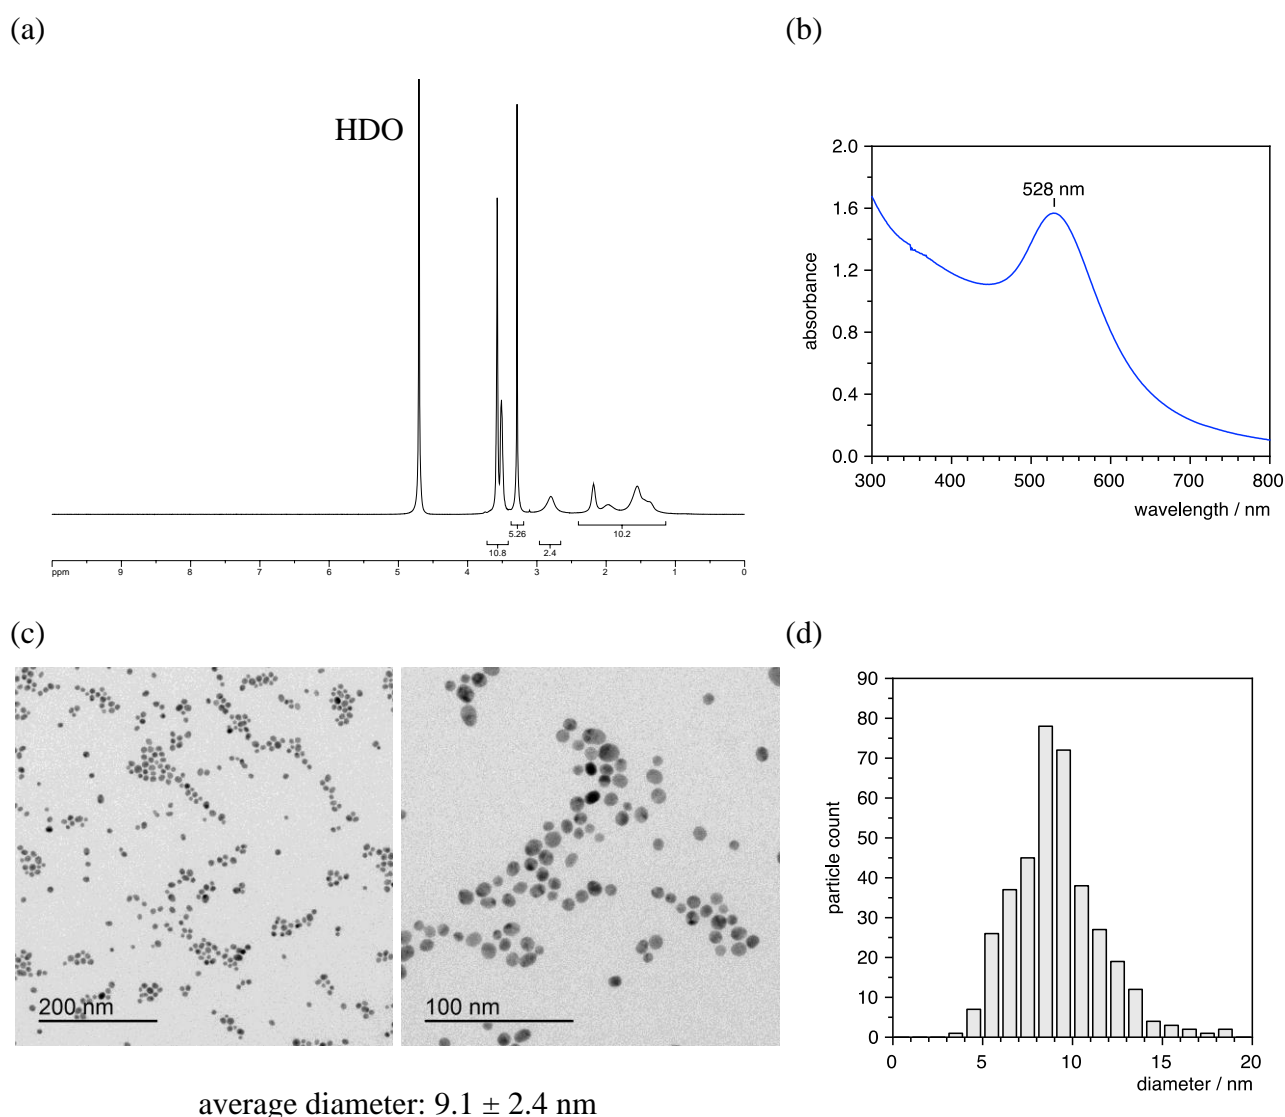 (a)
HDO
5.26
10.8
2.4
10.2
ppm 9 8 7 6 5 4 3 2 1 0
(b)
2.0
1.6
1.2
0.8
0.4
0.0
absorbance
528 nm
300 400 500 600 700 800
wavelength / nm
(c)
200 nm
100 nm
average diameter: 9.1 ± 2.4 nm
(d)
90
80
70
60
50
40
30
20
10
0
particle count
0 5 10 15 20
diameter / nm